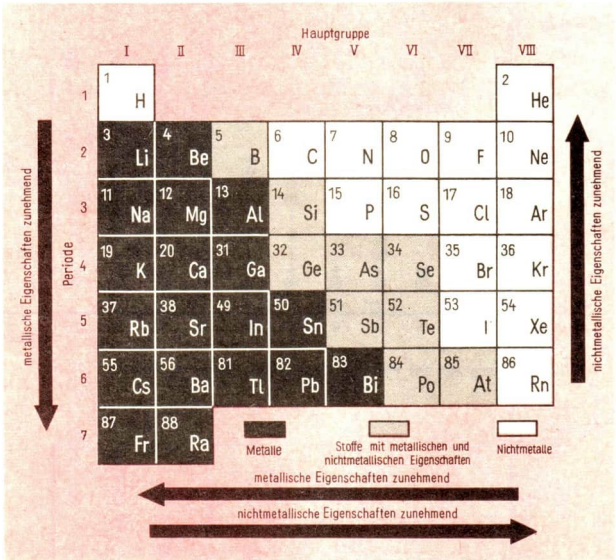 Hauptgruppe
I II III IV V VI VII VIII
1 1 H 2 He
2 3 Li 4 Be 5 B 6 C 7 N 8 O 9 F 10 Ne
3 11 Na 12 Mg 13 Al 14 Si 15 P 16 S 17 Cl 18 Ar
4 19 K 20 Ca 31 Ga 32 Ge 33 As 34 Se 35 Br 36 Kr
5 37 Rb 38 Sr 49 In 50 Sn 51 Sb 52 Te 53 I 54 Xe
6 55 Cs 56 Ba 81 Tl 82 Pb 83 Bi 84 Po 85 At 86 Rn
7 87 Fr 88 Ra
Periode
metallische Eigenschaften zunehmend
nichtmetallische Eigenschaften zunehmend
Metalle
Stoffe mit metallischen und
nichtmetallischen Eigenschaften
Nichtmetalle
metallische Eigenschaften zunehmend
nichtmetallische Eigenschaften zunehmend